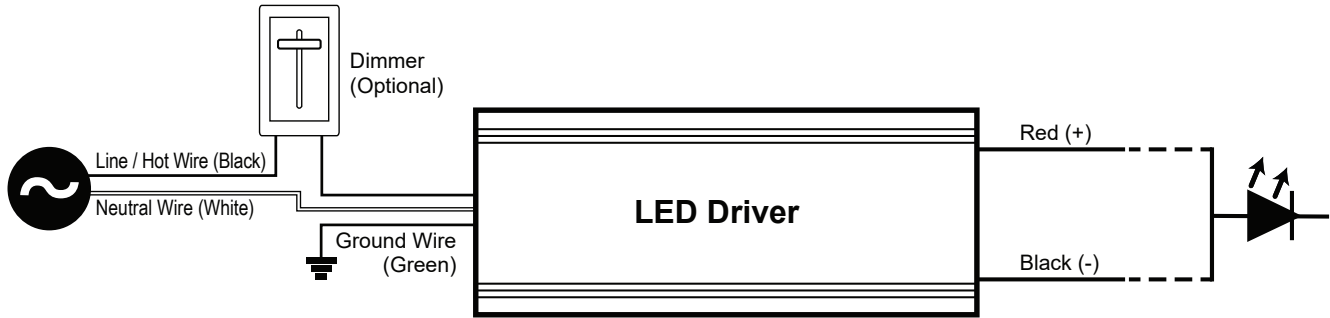 Dimmer
(Optional)
Line / Hot Wire (Black)
Neutral Wire (White)
Ground Wire
(Green)
LED Driver
Red (+)
Black (-)